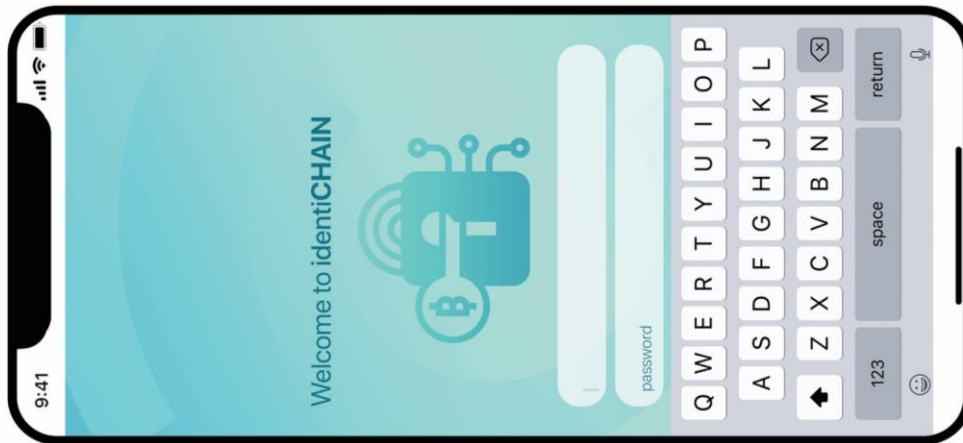 9:41
Welcome to identiCHAIN
₿
password
Q W E R T Y U I O P
A S D F G H J K L
Z X C V B N M
123 space return